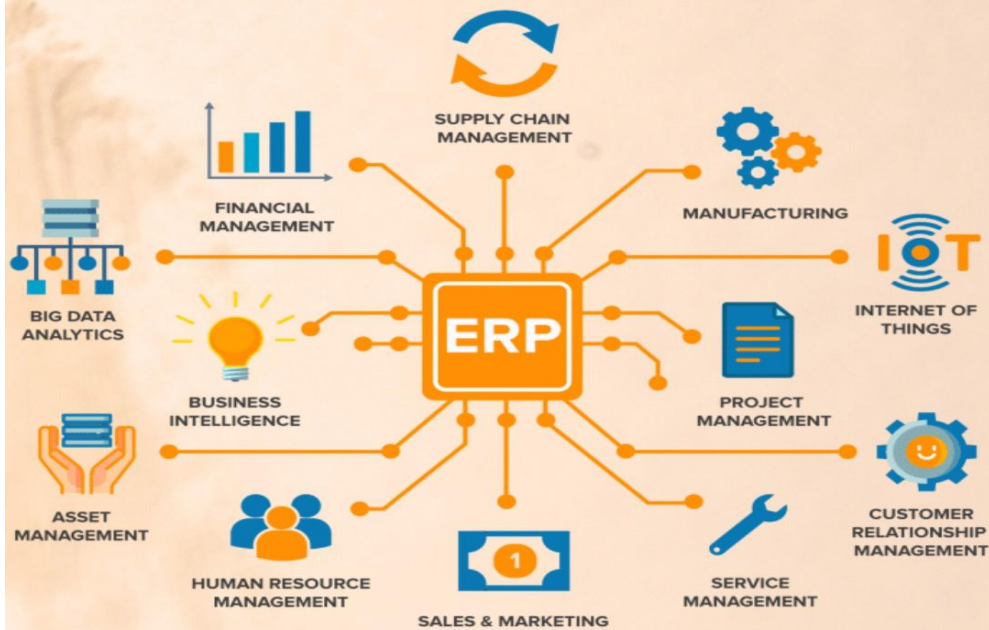 SUPPLY CHAIN
MANAGEMENT
FINANCIAL
MANAGEMENT
MANUFACTURING
BIG DATA
ANALYTICS
IOT
INTERNET OF
THINGS
ERP
BUSINESS
INTELLIGENCE
PROJECT
MANAGEMENT
ASSET
MANAGEMENT
CUSTOMER
RELATIONSHIP
MANAGEMENT
HUMAN RESOURCE
MANAGEMENT
1
SALES & MARKETING
SERVICE
MANAGEMENT